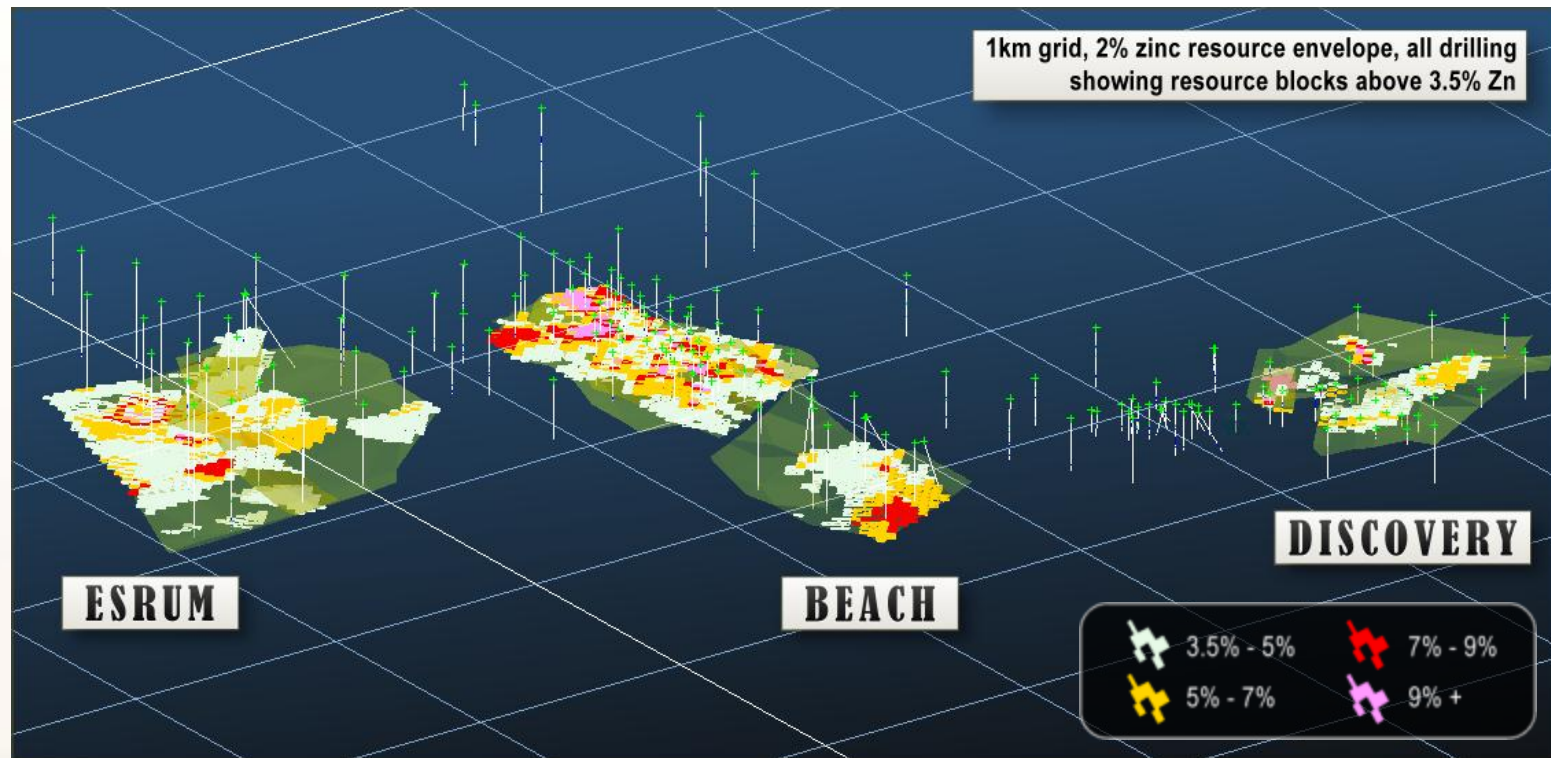 1km grid, 2% zinc resource envelope, all drilling
showing resource blocks above 3.5% Zn
DISCOVERY
ESRUM
BEACH
3.5% - 5%
7% - 9%
5% - 7%
9% +